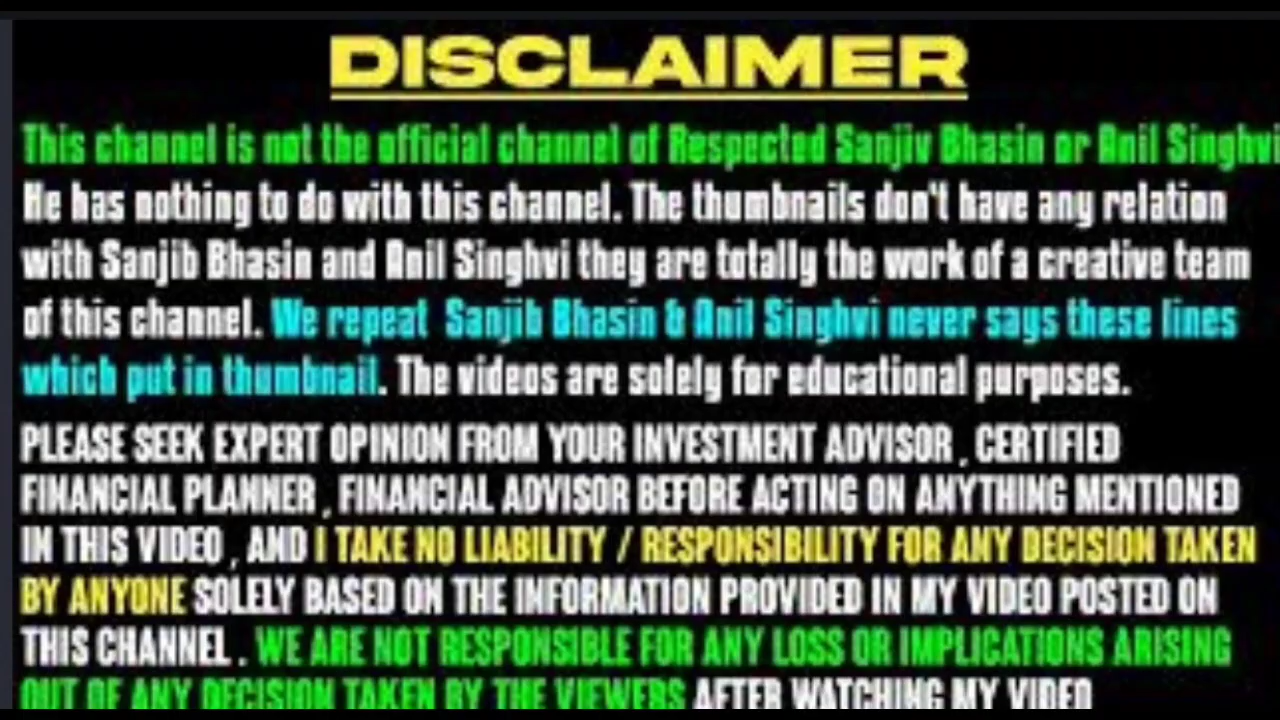 DISCLAIMER
This channel is not the official channel of Respected Sanjiv Bhasin or Anil Singhvi
He has nothing to do with this channel. The thumbnails don't have any relation
with Sanjib Bhasin and Anil Singhvi they are totally the work of a creative team
of this channel. We repeat Sanjib Bhasin & Anil Singhvi never says these lines
which put in thumbnail. The videos are solely for educational purposes.
PLEASE SEEK EXPERT OPINION FROM YOUR INVESTMENT ADVISOR , CERTIFIED
FINANCIAL PLANNER , FINANCIAL ADVISOR BEFORE ACTING ON ANYTHING MENTIONED
IN THIS VIDEO , AND I TAKE NO LIABILITY / RESPONSIBILITY FOR ANY DECISION TAKEN
BY ANYONE SOLELY BASED ON THE INFORMATION PROVIDED IN MY VIDEO POSTED ON
THIS CHANNEL . WE ARE NOT RESPONSIBLE FOR ANY LOSS OR IMPLICATIONS ARISING
OUT OF ANY DECISION TAKEN BY THE VIEWERS AFTER WATCHING MY VIDEO